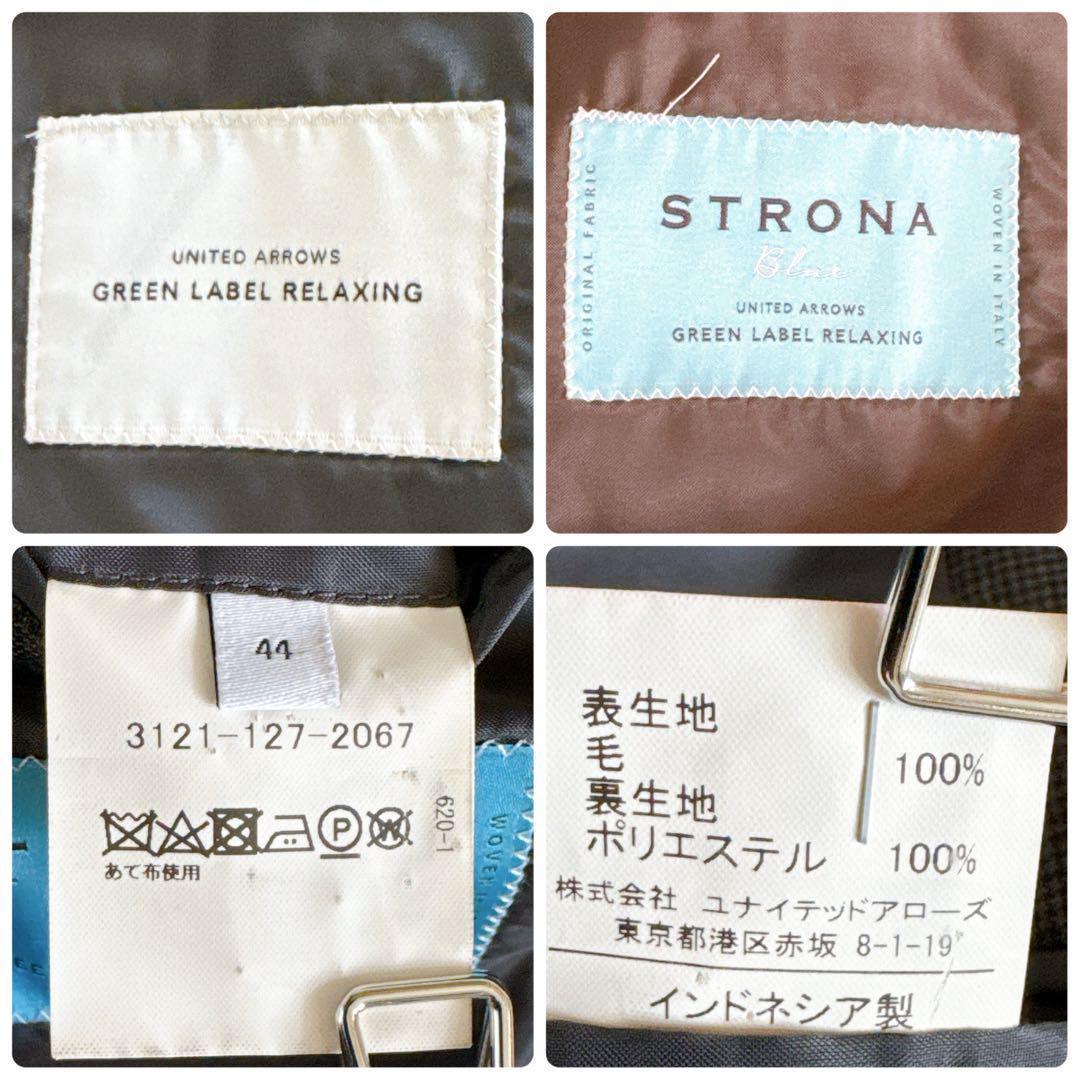 UNITED ARROWS
GREEN LABEL RELAXING
ORIGINAL FABRIC
STRONA
Blue
UNITED ARROWS
GREEN LABEL RELAXING
WOVEN IN ITALY
44
3121-127-2067
P
W
あて布使用
620-1
WOVEN
表生地
毛 100%
裏生地
ポリエステル 100%
株式会社 ユナイテッドアローズ
東京都港区赤坂 8-1-19
インドネシア製